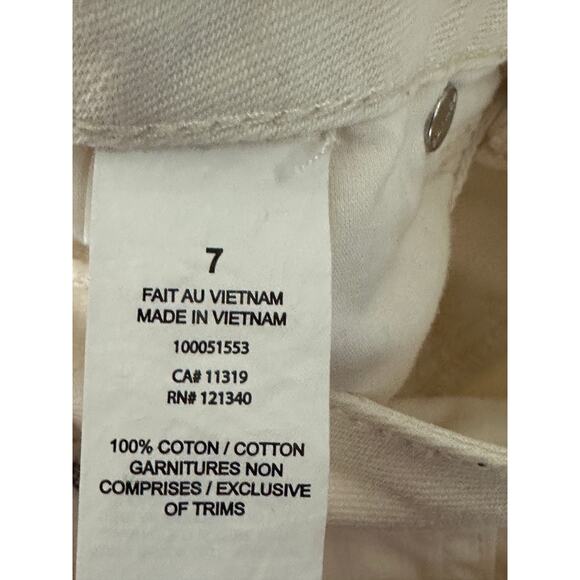 7
FAIT AU VIETNAM
MADE IN VIETNAM
100051553
CA# 11319
RN# 121340
100% COTON / COTTON
GARNITURES NON
COMPRISES / EXCLUSIVE
OF TRIMS